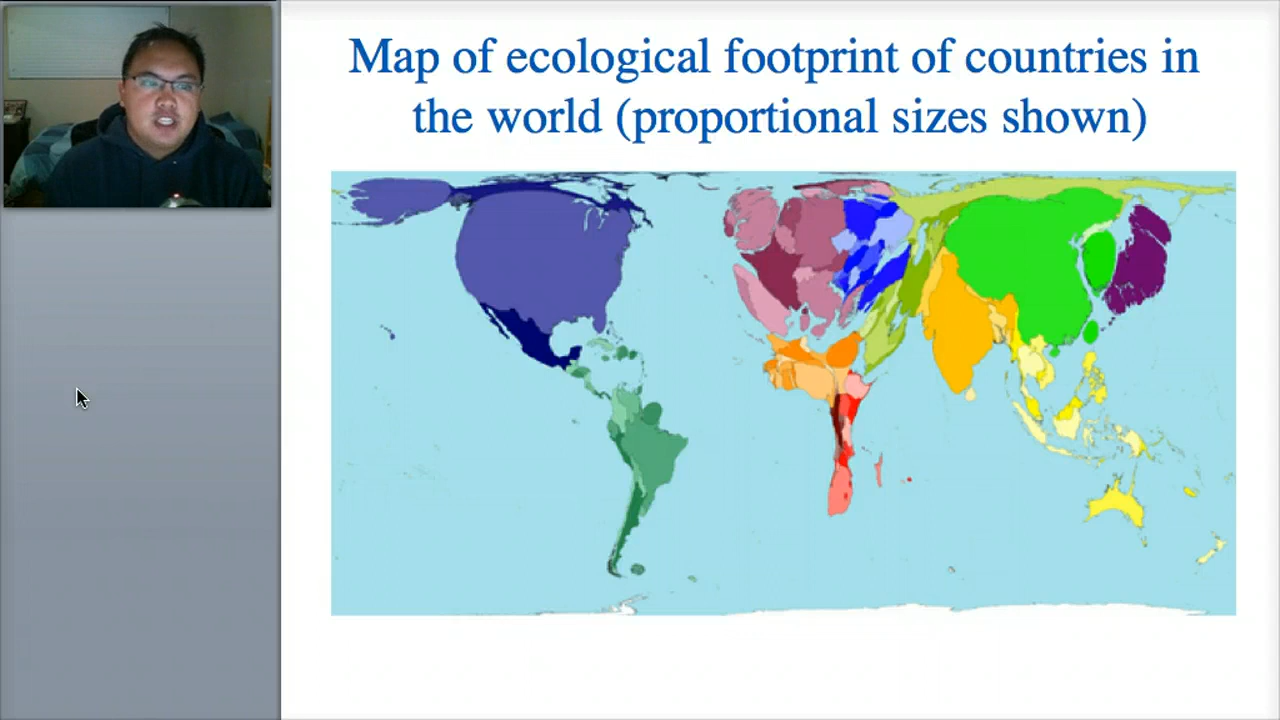 Map of ecological footprint of countries in
the world (proportional sizes shown)